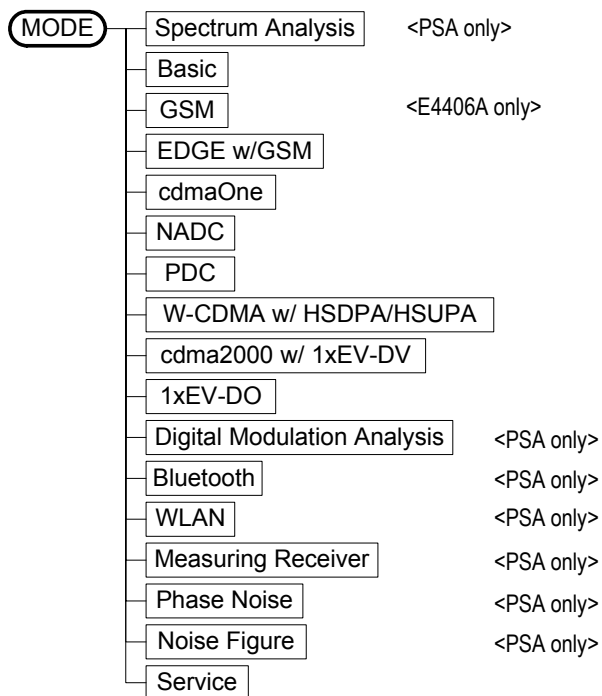 MODE
Spectrum Analysis <PSA only>
Basic
GSM <E4406A only>
EDGE w/GSM
cdmaOne
NADC
PDC
W-CDMA w/ HSDPA/HSUPA
cdma2000 w/ 1xEV-DV
1xEV-DO
Digital Modulation Analysis <PSA only>
Bluetooth <PSA only>
WLAN <PSA only>
Measuring Receiver <PSA only>
Phase Noise <PSA only>
Noise Figure <PSA only>
Service